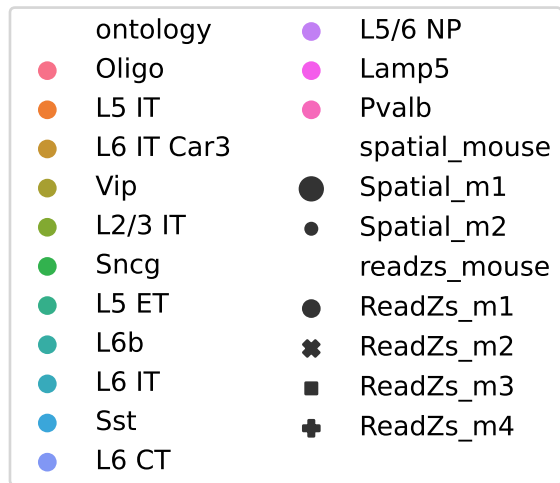 ontology
Oligo
L5 IT
L6 IT Car3
Vip
L2/3 IT
Sncg
L5 ET
L6b
L6 IT
Sst
L6 CT
L5/6 NP
Lamp5
Pvalb
spatial_mouse
Spatial_m1
Spatial_m2
readzs_mouse
ReadZs_m1
ReadZs_m2
ReadZs_m3
ReadZs_m4